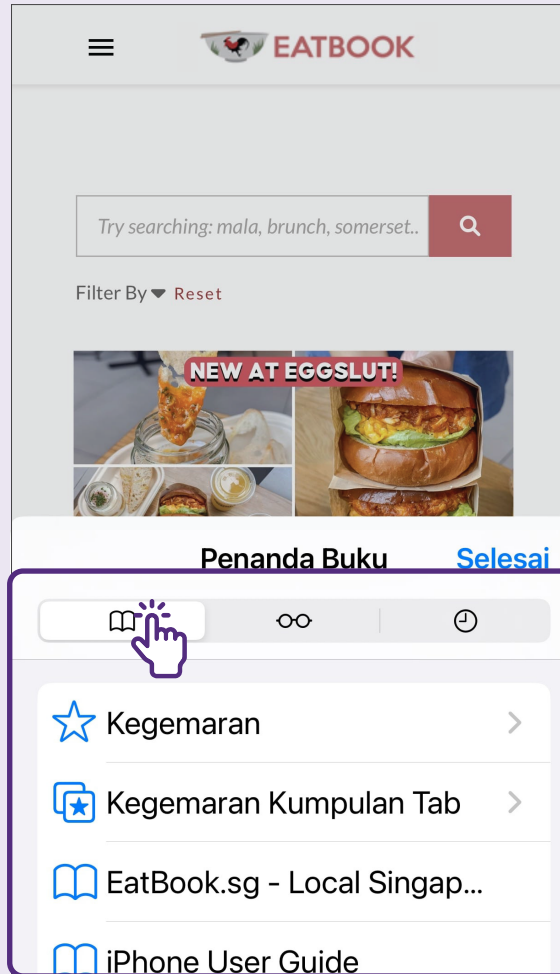 EATBOOK
Try searching: mala, brunch, somerset..
Filter By Reset
NEW AT EGGSLUT!
Penanda Buku Selesai
Kegemaran
Kegemaran Kumpulan Tab
EatBook.sg - Local Singap...
iPhone User Guide